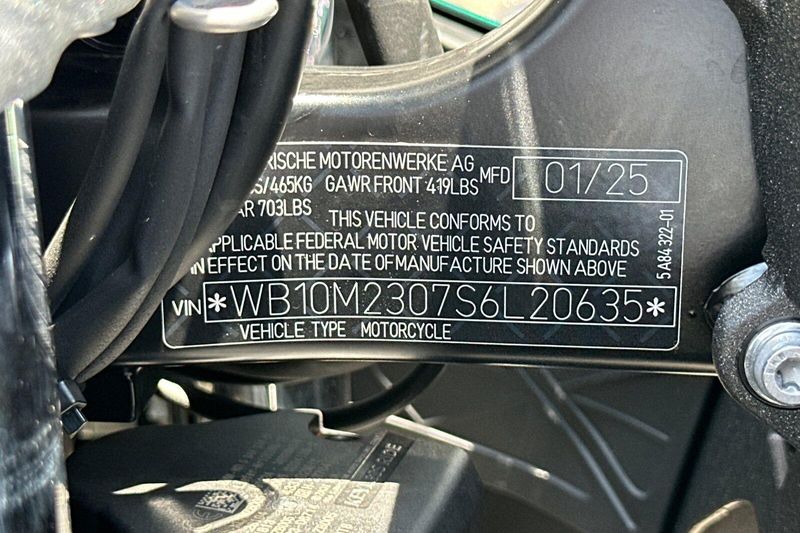 RISCHE MOTORENWERKE AG MFD 01/25
/465KG GAWR FRONT 419LBS
AR 703LBS
THIS VEHICLE CONFORMS TO
APPLICABLE FEDERAL MOTOR VEHICLE SAFETY STANDARDS
IN EFFECT ON THE DATE OF MANUFACTURE SHOWN ABOVE
VIN *WB10M2307S6L20635*
VEHICLE TYPE MOTORCYCLE
5 A84 322-01